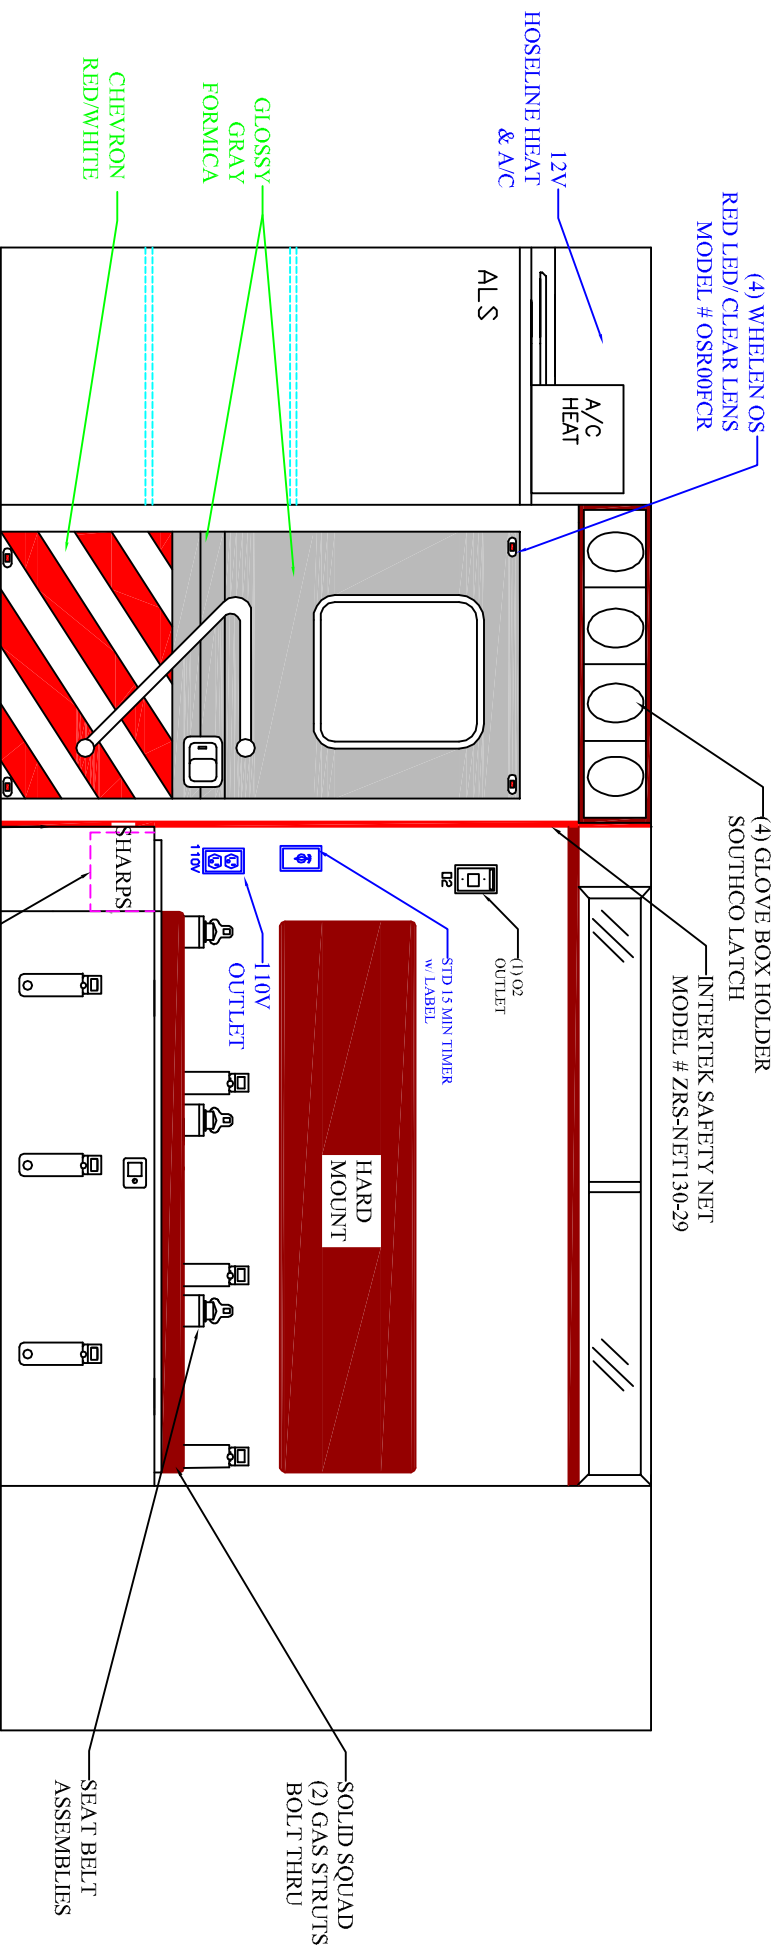 (4) WHELEN OS
RED LED/ CLEAR LENS
MODEL # OSR00FCR
12V
HOSELINE HEAT
& A/C
GLOSSY
GRAY
FORMICA
CHEVRON
RED/WHITE
ALS
A/C
HEAT
(4) GLOVE BOX HOLDER
SOUTHCO LATCH
INTERTEK SAFETY NET
MODEL # ZRS-NET130-29
(1) O2
OUTLET
O2
STD 15 MIN TIMER
W/ LABEL
110V
OUTLET
110V
SHARPS
HARD
MOUNT
SOLID SQUAD
(2) GAS STRUTS
BOLT THRU
SEAT BELT
ASSEMBLIES